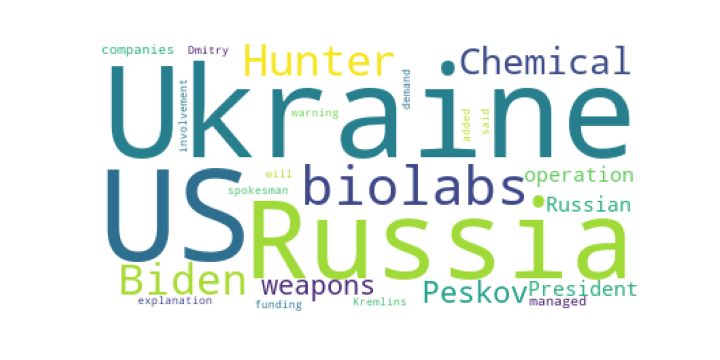 companies Dmitry
Hunter Chemical
involvement Ukraine demand
warning added said
US biolabs operation
will
spokesman
Russian
Russia
Biden weapons Peskov President
explanation funding Kremlins managed